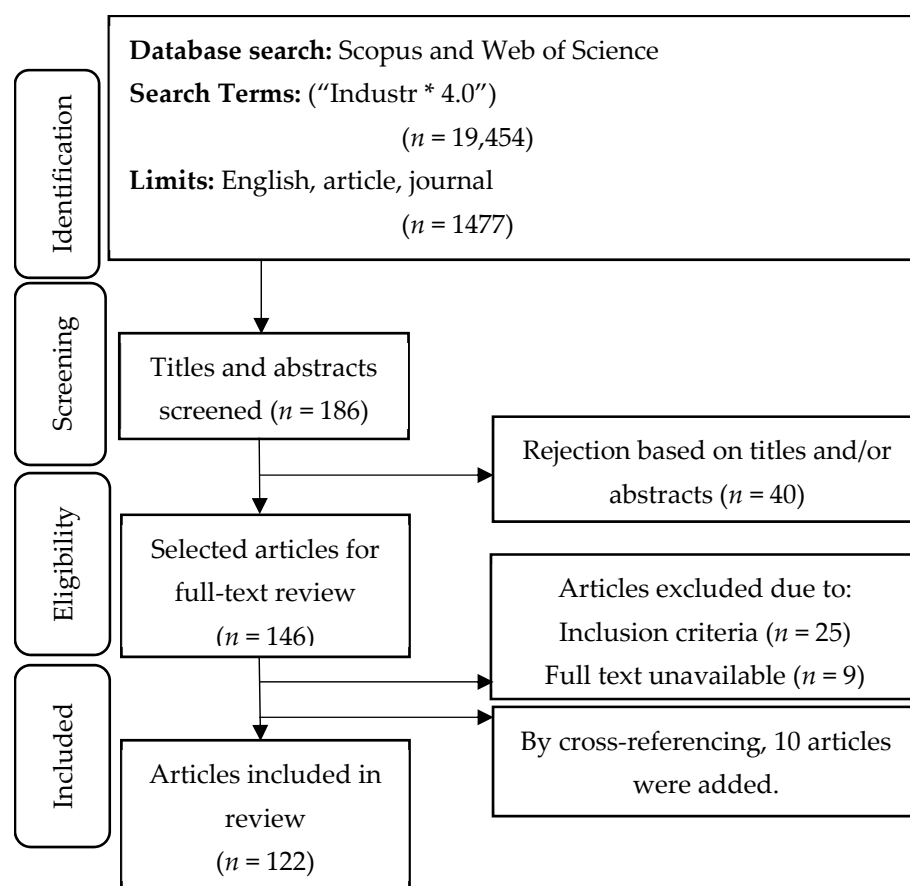 Identification
Database search: Scopus and Web of Science
Search Terms: (“Industr * 4.0”)
(n = 19,454)
Limits: English, article, journal
(n = 1477)
Screening
Titles and abstracts
screened (n = 186)
Rejection based on titles and/or
abstracts (n = 40)
Eligibility
Selected articles for
full-text review
(n = 146)
Articles excluded due to:
Inclusion criteria (n = 25)
Full text unavailable (n = 9)
Included
By cross-referencing, 10 articles
were added.
Articles included in
review
(n = 122)